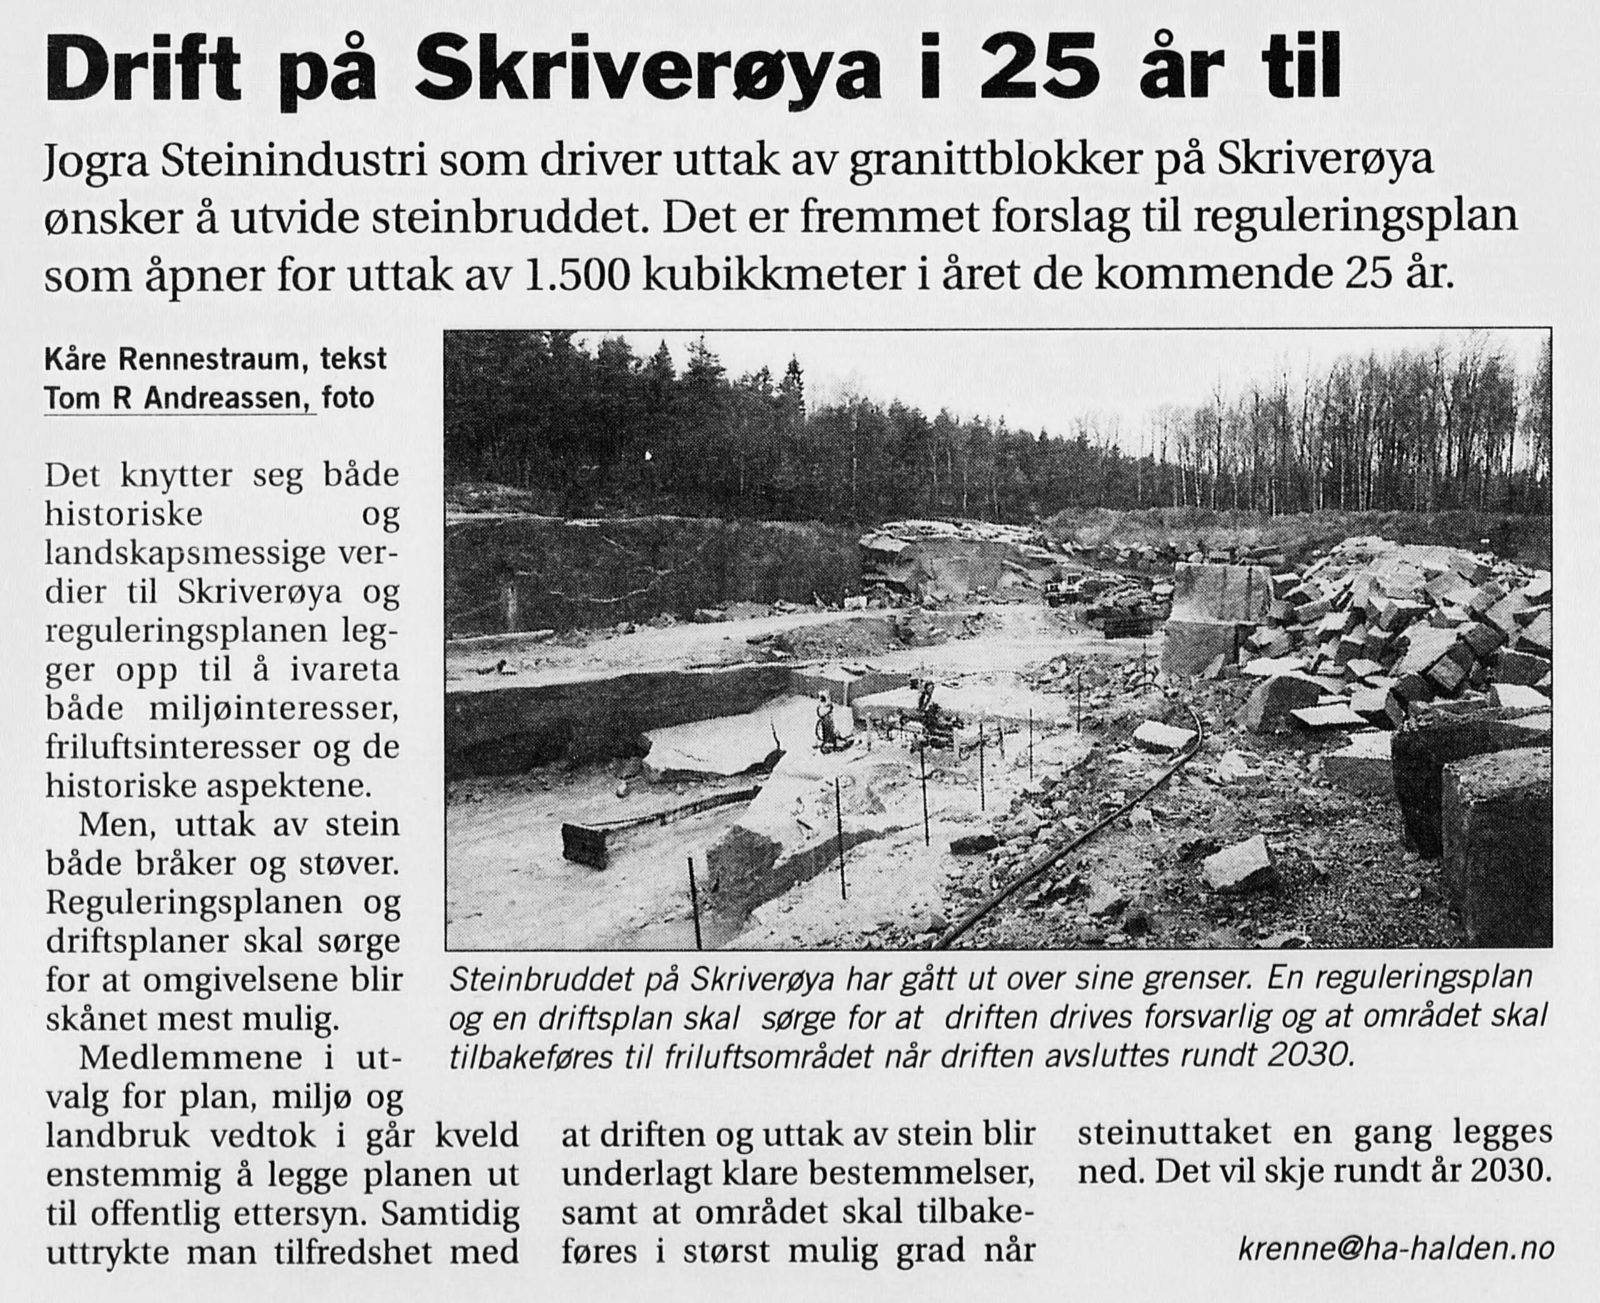 Drift på Skriverøya i 25 år til
Jogra Steinindustri som driver uttak av granittblokker på Skriverøya
ønsker å utvide steinbruddet. Det er fremmet forslag til reguleringsplan
som åpner for uttak av 1.500 kubikkmeter i året de kommende 25 år.
Kåre Rennestraum, tekst
Tom R Andreassen, foto
Det knytter seg både
historiske og
landskapsmessige ver-
dier til Skriverøya og
reguleringsplanen leg-
ger opp til å ivareta
både miljøinteresser,
friluftsinteresser og de
historiske aspektene.
Men, uttak av stein
både bråker og støver.
Reguleringsplanen og
driftsplaner skal sørge
for at omgivelsene blir
skånet mest mulig.
Medlemmene i ut-
valg for plan, miljø og
landbruk vedtok i går kveld
enstemmig å legge planen ut
til offentlig ettersyn. Samtidig
uttrykte man tilfredshet med
at driften og uttak av stein blir
underlagt klare bestemmelser,
samt at området skal tilbake-
føres i størst mulig grad når
steinuttaket en gang legges
ned. Det vil skje rundt år 2030.
krenne@ha-halden.no
Steinbruddet på Skriverøya har gått ut over sine grenser. En reguleringsplan
og en driftsplan skal sørge for at driften drives forsvarlig og at området skal
tilbakeføres til friluftsområdet når driften avsluttes rundt 2030.